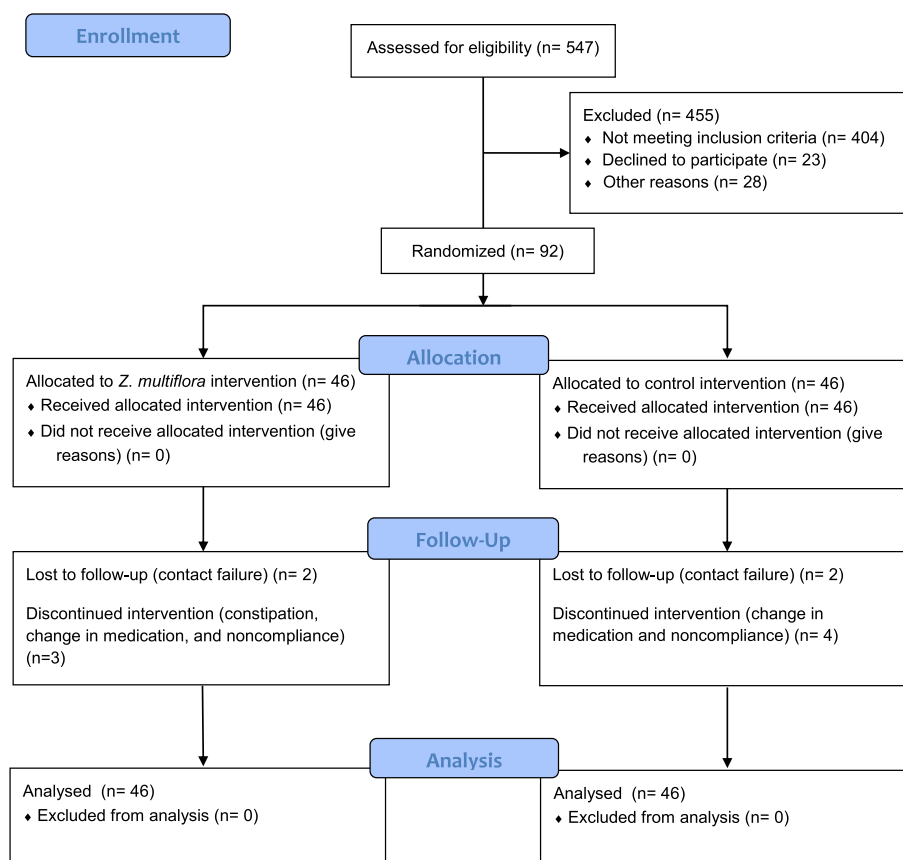 Enrollment
Assessed for eligibility (n= 547)
Excluded (n= 455)
♦ Not meeting inclusion criteria (n= 404)
♦ Declined to participate (n= 23)
♦ Other reasons (n= 28)
Randomized (n= 92)
Allocation
Allocated to Z. multiflora intervention (n= 46)
♦ Received allocated intervention (n= 46)
♦ Did not receive allocated intervention (give
reasons) (n= 0)
Allocated to control intervention (n= 46)
♦ Received allocated intervention (n= 46)
♦ Did not receive allocated intervention (give
reasons) (n= 0)
Follow-Up
Lost to follow-up (contact failure) (n= 2)
Discontinued intervention (constipation,
change in medication, and noncompliance)
(n=3)
Lost to follow-up (contact failure) (n= 2)
Discontinued intervention (change in
medication and noncompliance) (n= 4)
Analysis
Analysed (n= 46)
♦ Excluded from analysis (n= 0)
Analysed (n= 46)
♦ Excluded from analysis (n= 0)